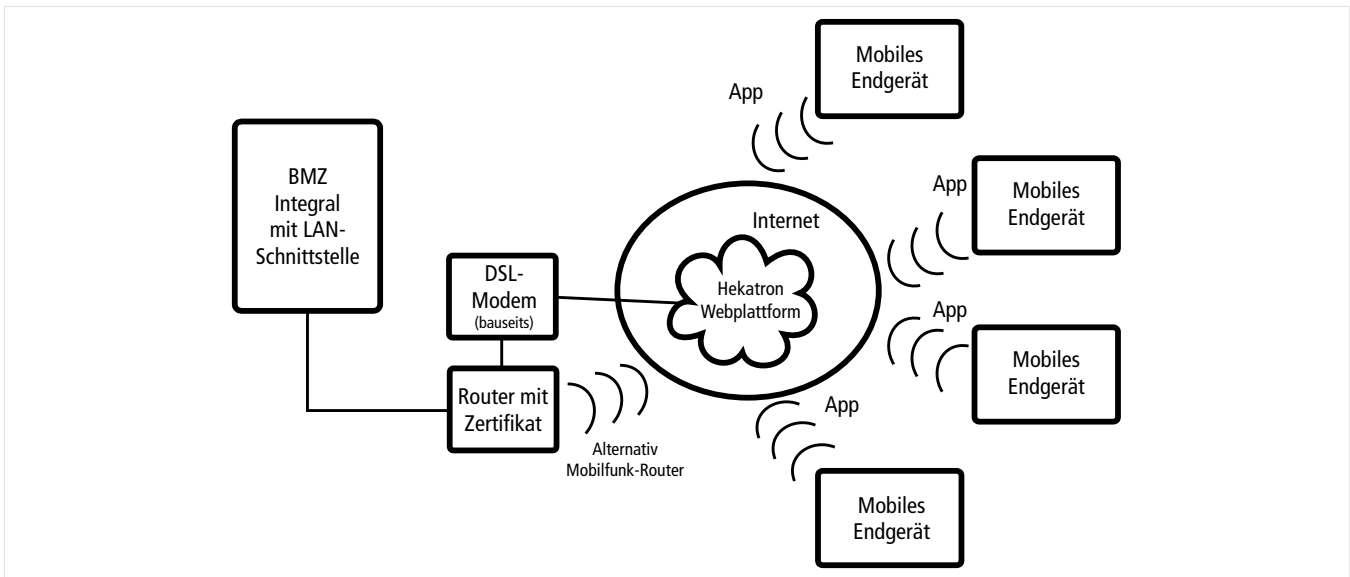 BMZ
Integral
mit LAN-
Schnittstelle
DSL-
Modem
(bauseits)
Router mit
Zertifikat
Alternativ
Mobilfunk-Router
Internet
Hekatron
Webplattform
App
Mobiles
Endgerät
App
Mobiles
Endgerät
App
Mobiles
Endgerät
App
Mobiles
Endgerät